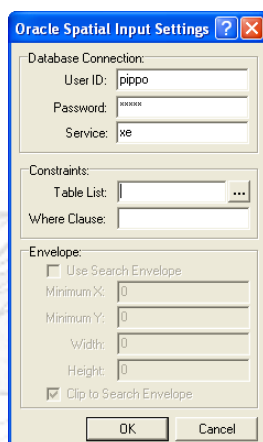 Oracle Spatial Input Settings
Database Connection:
User ID: pippo
Password: *****
Service: xe
Constraints:
Table List: ...
Where Clause:
Envelope:
Use Search Envelope
Minimum X: 0
Minimum Y: 0
Width: 0
Height: 0
Clip to Search Envelope
OK Cancel